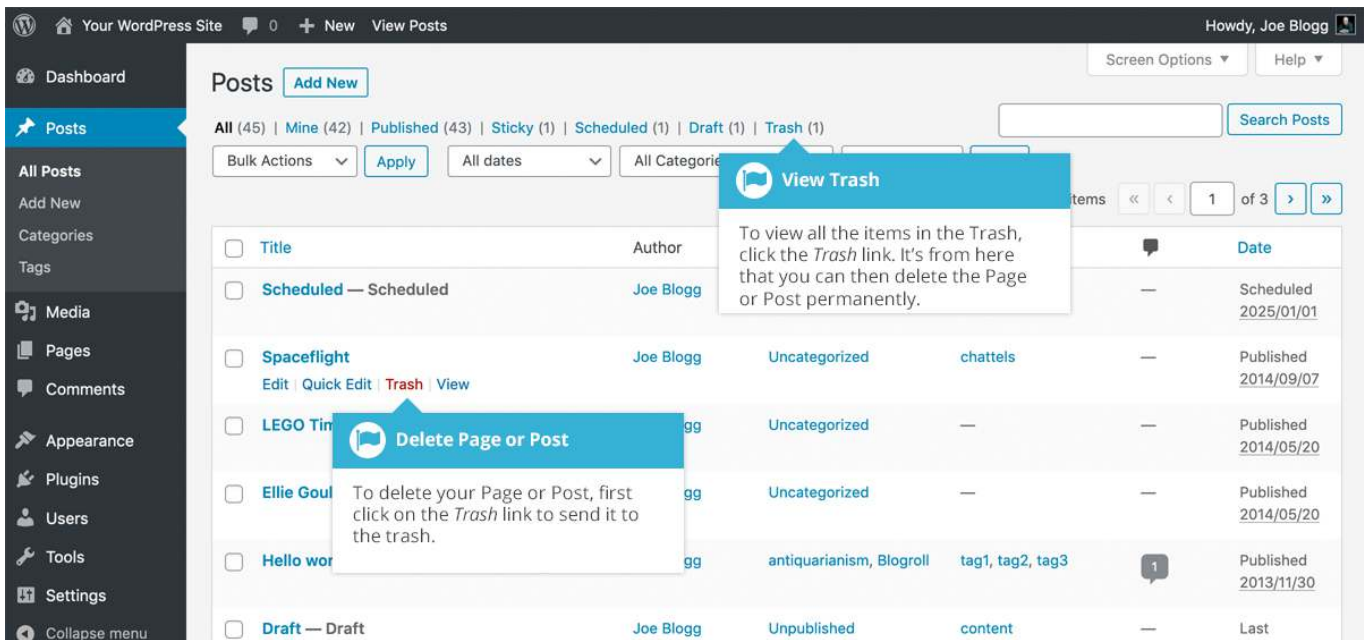 Your WordPress Site 0 + New View Posts Howdy, Joe Blogg
Screen Options Help
Dashboard
Posts
All Posts
Add New
Categories
Tags
Media
Pages
Comments
Appearance
Plugins
Users
Tools
Settings
Collapse menu
Posts Add New
All (45) | Mine (42) | Published (43) | Sticky (1) | Scheduled (1) | Draft (1) | Trash (1)
Search Posts
Bulk Actions Apply All dates All Categorie
View Trash
To view all the items in the Trash,
click the Trash link. It's from here
that you can then delete the Page
or Post permanently.
items « ‹ 1 of 3 › »
Title Author Date
Scheduled — Scheduled Joe Blogg — Scheduled
2025/01/01
Spaceflight Joe Blogg Uncategorized chattels — Published
Edit | Quick Edit | Trash | View 2014/09/07
LEGO Tim gg Uncategorized — — Published
2014/05/20
Delete Page or Post
To delete your Page or Post, first
click on the Trash link to send it to
the trash.
Ellie Goul gg Uncategorized — — Published
2014/05/20
Hello wor gg antiquarianism, Blogroll tag1, tag2, tag3 1 Published
2013/11/30
Draft — Draft Joe Blogg Unpublished content — Last